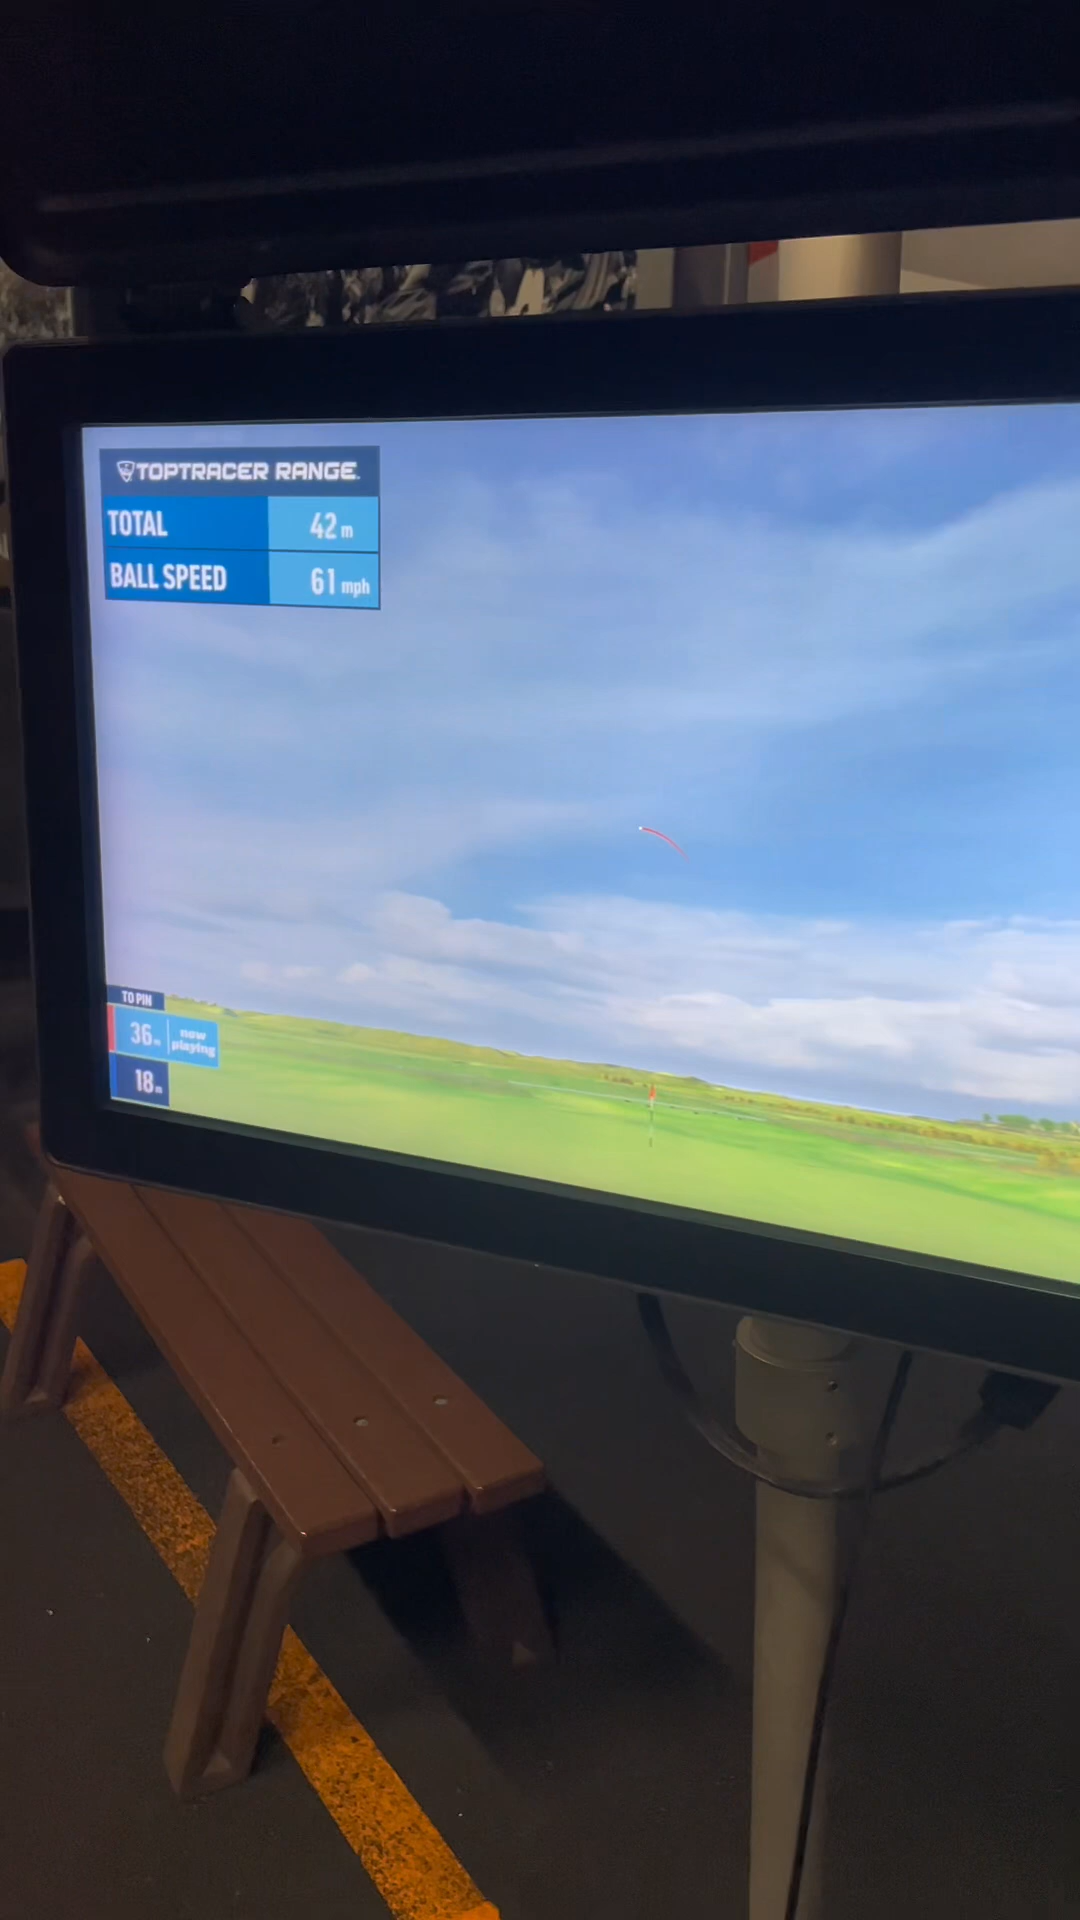 TOPTRACER RANGE
TOTAL 42 m
BALL SPEED 61 mph
TO PIN
36 m now playing
18 m